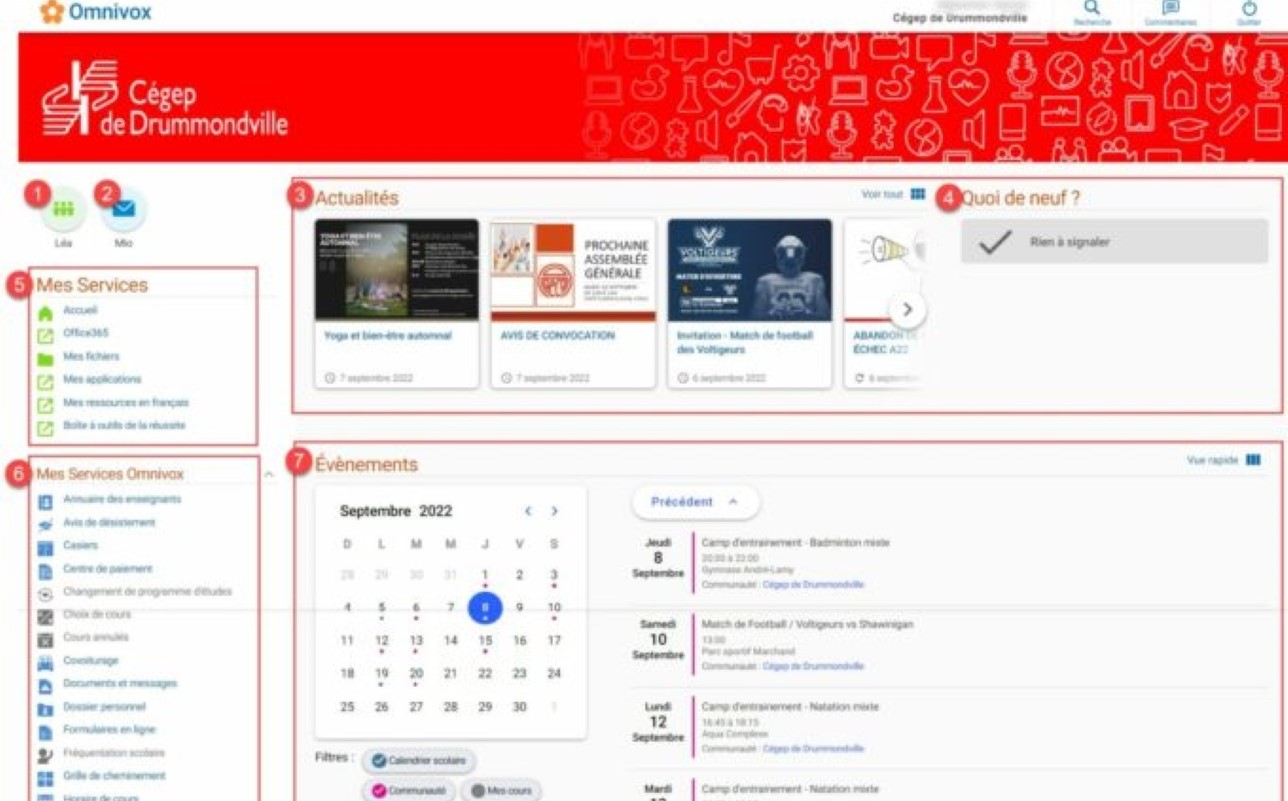 Omnivox
Cégep de Drummondville
Recherche
Commentaires
Quitter
Cégep
de Drummondville
1
2
Léa
Mio
3
Actualités
Voir tout
YOGA ET BIEN-ÊTRE
AUTOMNAL
PROCHAINE
ASSEMBLÉE
GÉNÉRALE
VOLTIGEURS
MATCH D'OUVERTURE
Yoga et bien-être automnal
7 septembre 2022
AVIS DE CONVOCATION
7 septembre 2022
Invitation - Match de football
des Voltigeurs
6 septembre 2022
ABANDON
ÉCHEC A22
4
Quoi de neuf ?
Rien à signaler
5
Mes Services
Accueil
Office365
Mes fichiers
Mes applications
Mes ressources en français
Boîte à outils de la réussite
6
Mes Services Omnivox
Annuaire des enseignants
Avis de désistement
Casiers
Centre de paiement
Changement de programme d'études
Choix de cours
Cours annulés
Covoiturage
Documents et messages
Dossier personnel
Formulaires en ligne
Fréquentation scolaire
Grille de cheminement
Horaire de cours
7
Évènements
Vue rapide
Septembre 2022
D L M M J V S
28 29 30 31 1 2 3
4 5 6 7 8 9 10
11 12 13 14 15 16 17
18 19 20 21 22 23 24
25 26 27 28 29 30 1
Filtres :
Calendrier scolaire
Communauté
Mes cours
Précédent
Jeudi
8
Septembre
Camp d'entrainement - Badminton mixte
20:30 à 22:00
Gymnase André-Lamy
Communauté : Cégep de Drummondville
Samedi
10
Septembre
Match de Football / Voltigeurs vs Shawinigan
13:00
Parc sportif Marchand
Communauté : Cégep de Drummondville
Lundi
12
Septembre
Camp d'entrainement - Natation mixte
16:45 à 18:15
Aqua Complexe
Communauté : Cégep de Drummondville
Mardi
Camp d'entrainement - Natation mixte